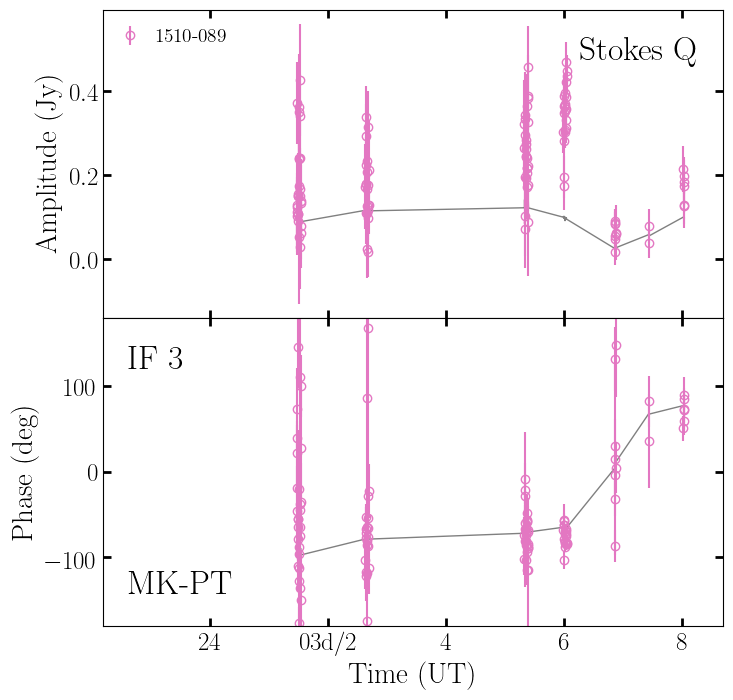 1510-089
Stokes Q
0.4
0.2
0.0
Amplitude (Jy)
IF 3
100
0
−100
Phase (deg)
MK-PT
24 03d/2 4 6 8
Time (UT)